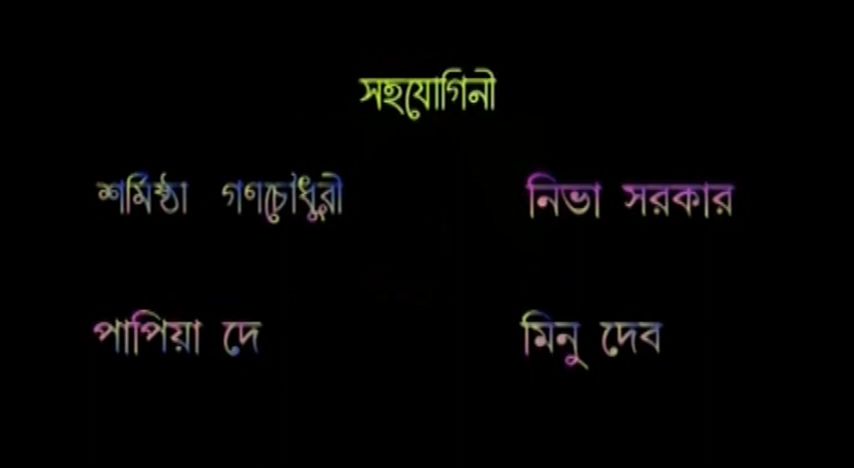 সহযোগিনী
শর্মিষ্ঠা গণচৌধুরী
নিভা সরকার
পাপিয়া দে
মিনু দেব